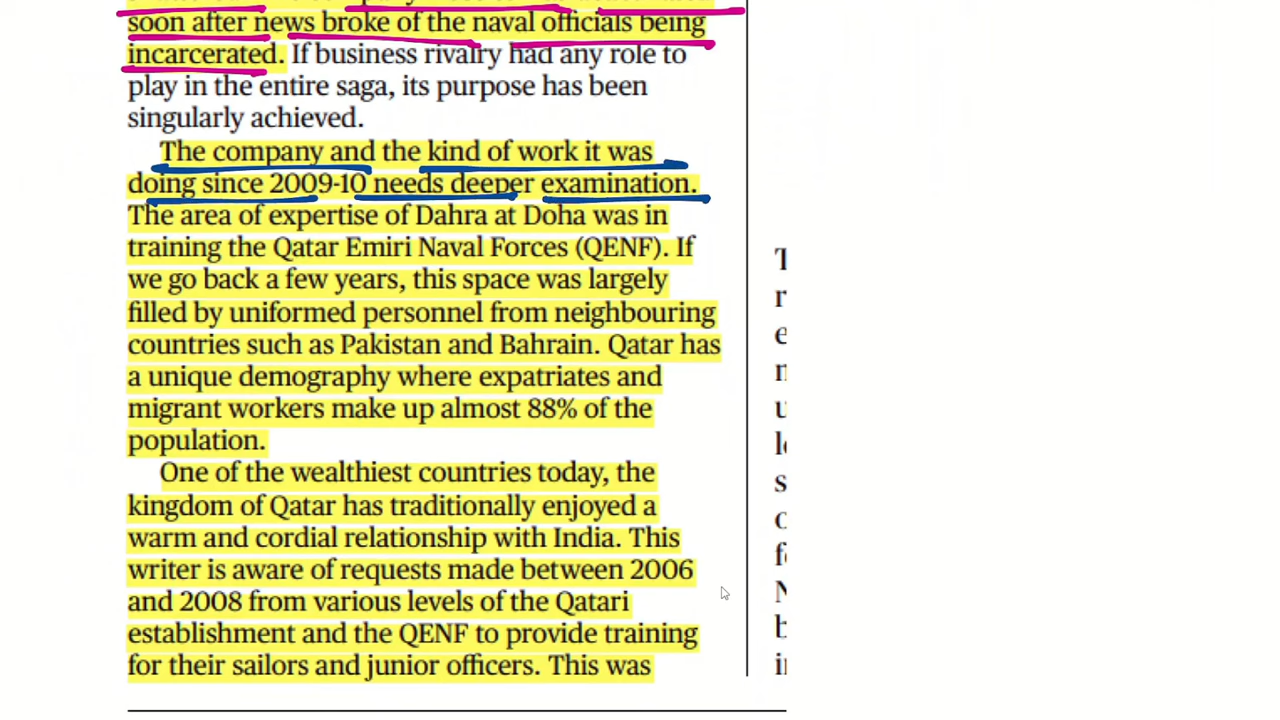 soon after news broke of the naval officials being
incarcerated. If business rivalry had any role to
play in the entire saga, its purpose has been
singularly achieved.
The company and the kind of work it was
doing since 2009-10 needs deeper examination.
The area of expertise of Dahra at Doha was in
training the Qatar Emiri Naval Forces (QENF). If
we go back a few years, this space was largely
filled by uniformed personnel from neighbouring
countries such as Pakistan and Bahrain. Qatar has
a unique demography where expatriates and
migrant workers make up almost 88% of the
population.
One of the wealthiest countries today, the
kingdom of Qatar has traditionally enjoyed a
warm and cordial relationship with India. This
writer is aware of requests made between 2006
and 2008 from various levels of the Qatari
establishment and the QENF to provide training
for their sailors and junior officers. This was